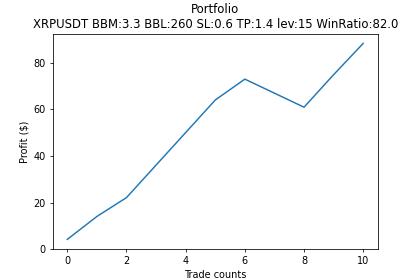 Portfolio
XRPUSDT BBM:3.3 BBL:260 SL:0.6 TP:1.4 lev:15 WinRatio:82.0
Profit ($)
80
60
40
20
0
0 2 4 6 8 10
Trade counts